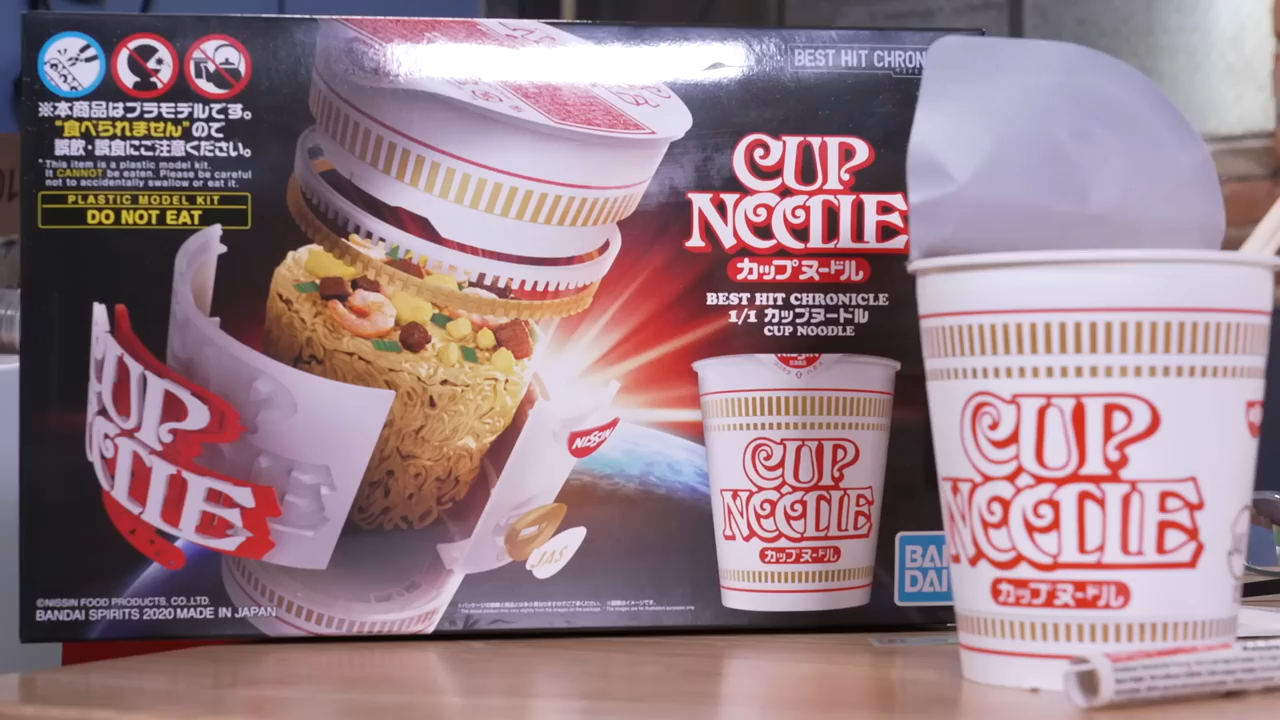 ※本商品はプラモデルです。
"食べられません"ので
誤飲・誤食にご注意ください。
*This item is a plastic model kit.
It CANNOT be eaten. Please be careful
not to accidentally swallow or eat it.
PLASTIC MODEL KIT
DO NOT EAT
BEST HIT CHRON
CUP
NOODLE
カップヌードル
BEST HIT CHRONICLE
1/1 カップヌードル
CUP NOODLE
UP
NISSIN
JAS
NISSIN
CUP
NOODLE
カップヌードル
BAN
DAI
©NISSIN FOOD PRODUCTS, CO.,LTD.
BANDAI SPIRITS 2020 MADE IN JAPAN
CUP
NOODLE
カップヌードル